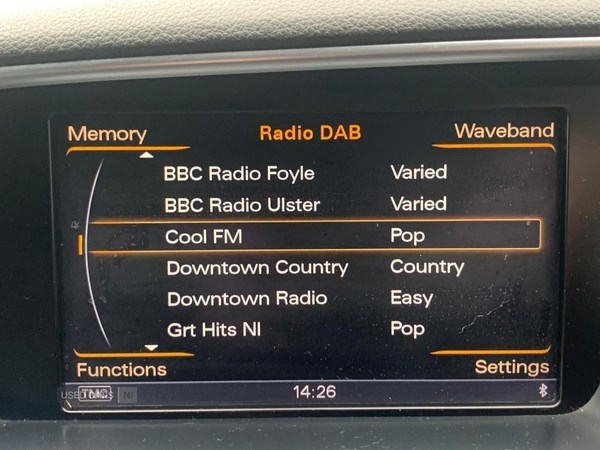 Memory
Radio DAB
Waveband
BBC Radio Foyle Varied
BBC Radio Ulster Varied
Cool FM Pop
Downtown Country Country
Downtown Radio Easy
Grt Hits NI Pop
Functions
Settings
TMC
14:26